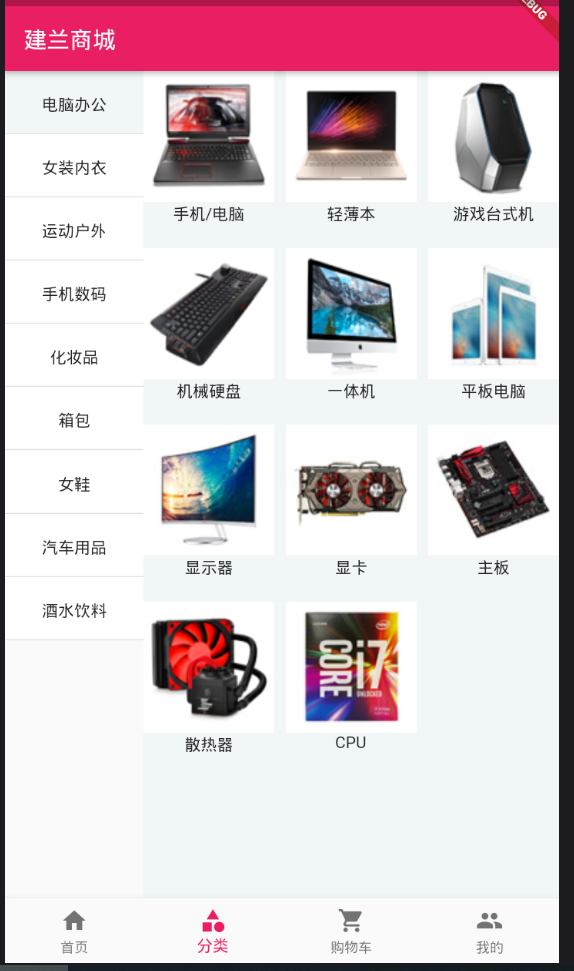 BUG
建兰商城
电脑办公
女装内衣
运动户外
手机数码
化妆品
箱包
女鞋
汽车用品
酒水饮料
手机/电脑
轻薄本
游戏台式机
机械硬盘
一体机
平板电脑
显示器
显卡
主板
CORE i7
UNLOCKED
散热器
CPU
首页
分类
购物车
我的